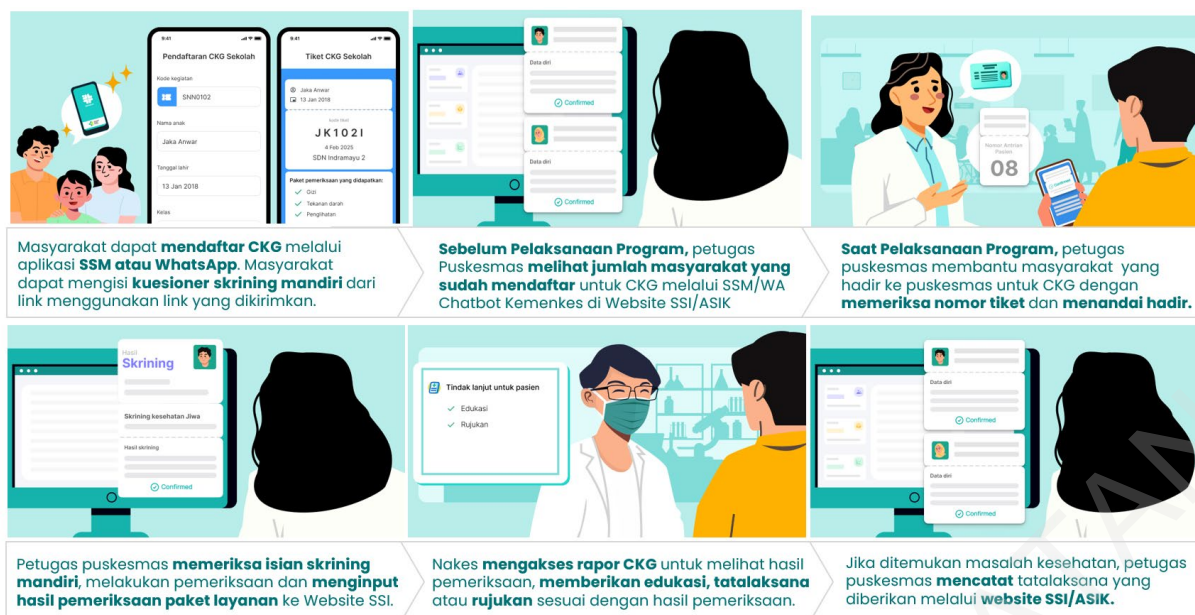 9:41
Pendaftaran CKG Sekolah
Kode kegiatan
SNN0102
Nama anak
Jaka Anwar
Tanggal lahir
13 Jan 2018
Kelas
9:41
Tiket CKG Sekolah
Jaka Anwar
13 Jan 2018
JK102I
4 Feb 2025
SDN Indramayu 2
Paket pemeriksaan yang didapatkan:
Gizi
Tekanan darah
Penglihatan
Data diri
Confirmed
Data diri
Confirmed
Nomor Antrian
Pasien
08
Confirmed
Masyarakat dapat mendaftar CKG melalui
aplikasi SSM atau WhatsApp. Masyarakat
dapat mengisi kuesioner skrining mandiri dari
link menggunakan link yang dikirimkan.
Sebelum Pelaksanaan Program, petugas
Puskesmas melihat jumlah masyarakat yang
sudah mendaftar untuk CKG melalui SSM/WA
Chatbot Kemenkes di Website SSI/ASIK
Saat Pelaksanaan Program, petugas
puskesmas membantu masyarakat yang
hadir ke puskesmas untuk CKG dengan
memeriksa nomor tiket dan menandai hadir.
Hasil
Skrining
Skrining kesehatan Jiwa
Hasil skrining
Confirmed
Tindak lanjut untuk pasien
Edukasi
Rujukan
Data diri
Confirmed
Data diri
Confirmed
Petugas puskesmas memeriksa isian skrining
mandiri, melakukan pemeriksaan dan menginput
hasil pemeriksaan paket layanan ke Website SSI.
Nakes mengakses rapor CKG untuk melihat hasil
pemeriksaan, memberikan edukasi, tatalaksana
atau rujukan sesuai dengan hasil pemeriksaan.
Jika ditemukan masalah kesehatan, petugas
puskesmas mencatat tatalaksana yang
diberikan melalui website SSI/ASIK.